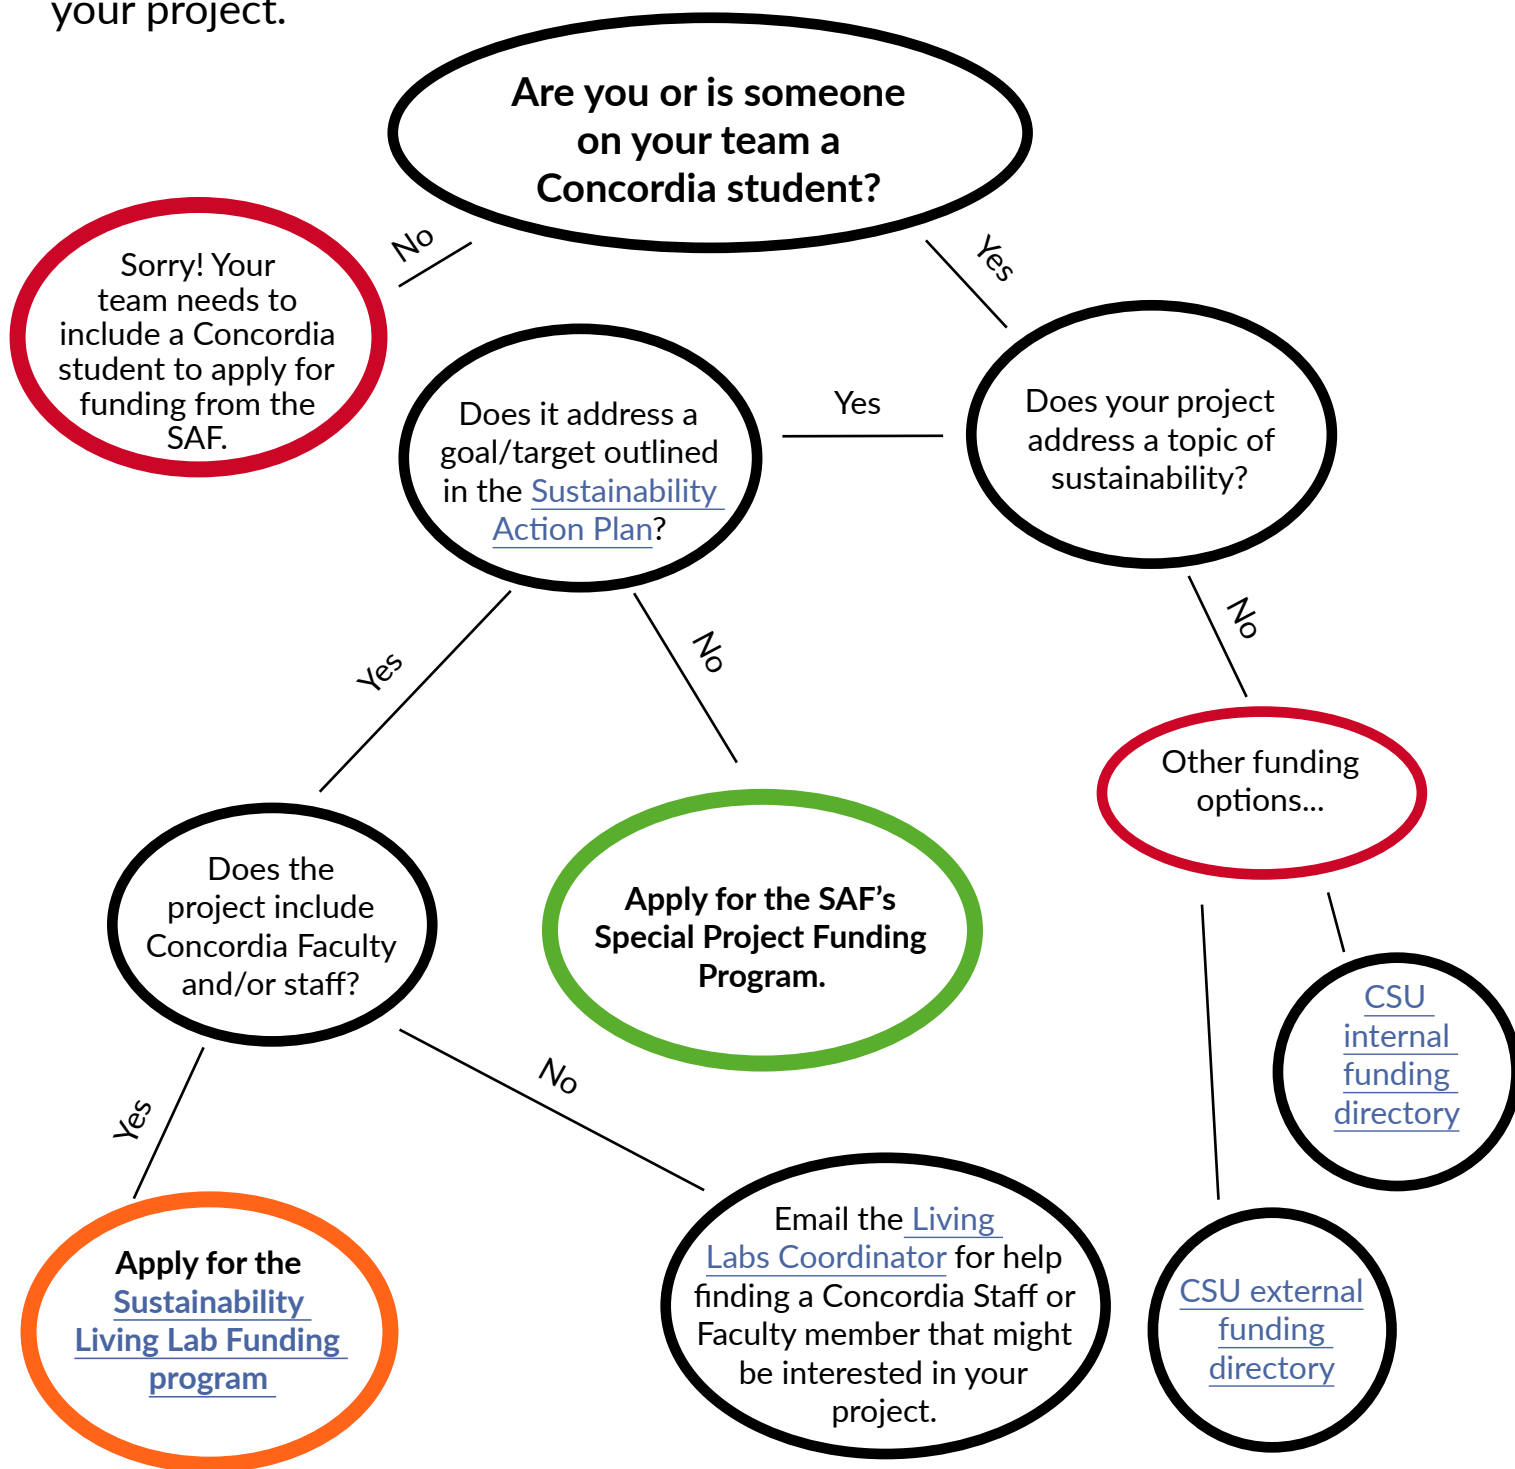 your project.
Are you or is someone
on your team a
Concordia student?
No
Yes
Sorry! Your
team needs to
include a Concordia
student to apply for
funding from the
SAF.
Does it address a
goal/target outlined
in the Sustainability
Action Plan?
Yes
Does your project
address a topic of
sustainability?
Yes
No
No
Other funding
options...
Does the
project include
Concordia Faculty
and/or staff?
Apply for the SAF’s
Special Project Funding
Program.
CSU
internal
funding
directory
Yes
No
Apply for the
Sustainability
Living Lab Funding
program
Email the Living
Labs Coordinator for help
finding a Concordia Staff or
Faculty member that might
be interested in your
project.
CSU external
funding
directory